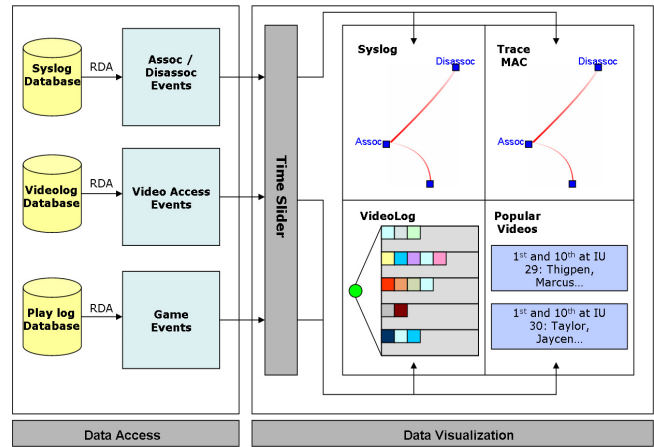 Syslog
Database
RDA
Assoc /
Disassoc
Events
Videolog
Database
RDA
Video Access
Events
Play log
Database
RDA
Game
Events
Time Slider
Syslog
Disassoc
Assoc
Trace
MAC
Disassoc
Assoc
VideoLog
Popular
Videos
1st and 10th at IU
29: Thigpen,
Marcus…
1st and 10th at IU
30: Taylor,
Jaycen…
Data Access
Data Visualization